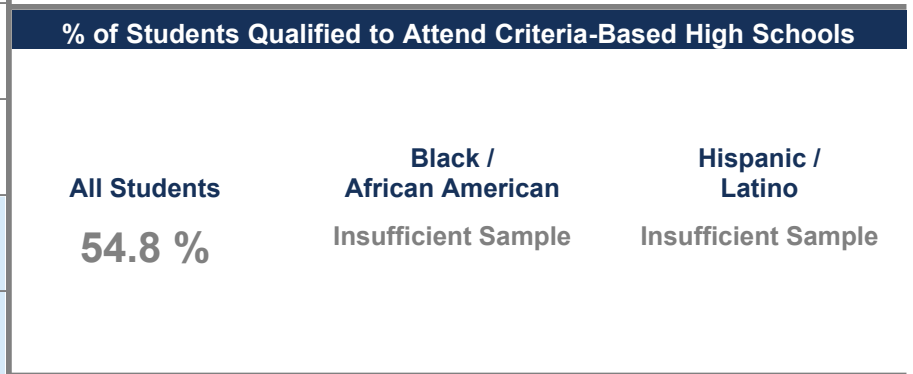 % of Students Qualified to Attend Criteria-Based High Schools
All Students
54.8 %
Black /
African American
Insufficient Sample
Hispanic /
Latino
Insufficient Sample